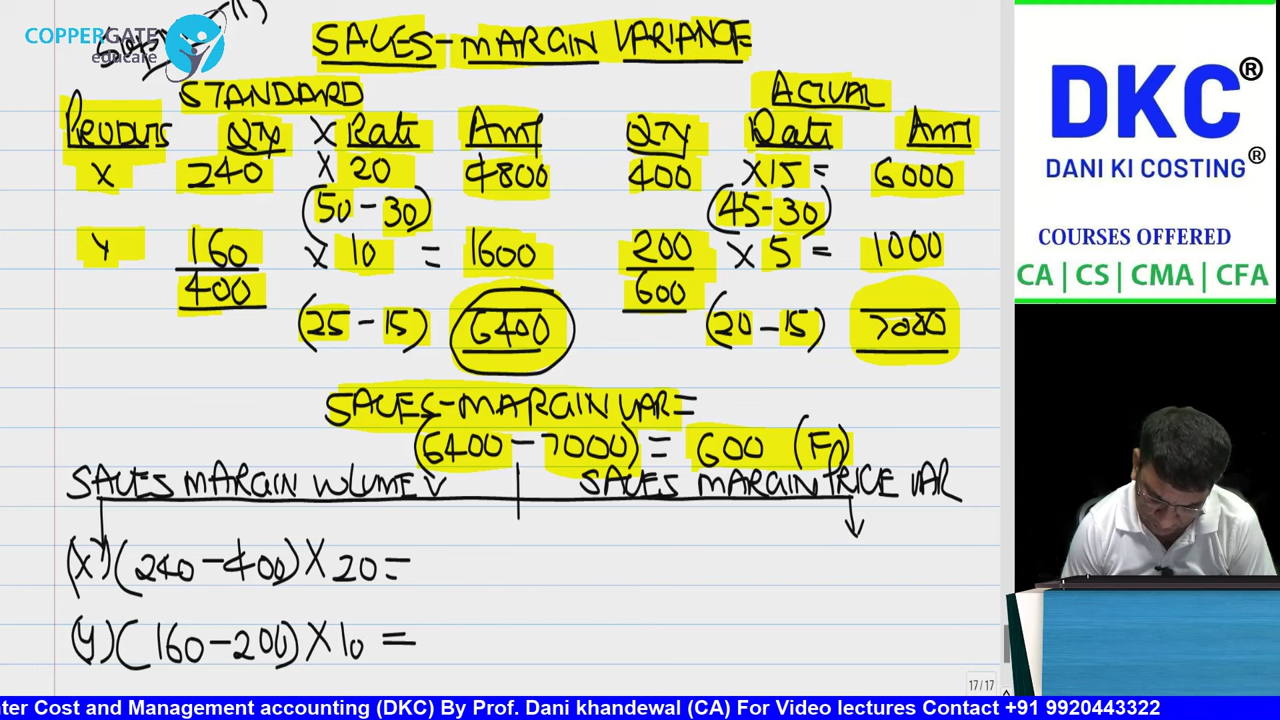 COPPERGATE
educare
SALES-MARGIN VARIANCE
STANDARD ACTUAL
PRODUTS QTY X Rate AMT QTY Rate AMT
X 240 X 20 4800 400 X15 = 6000
(50 - 30) (45-30)
Y 160 X 10 = 1600 200 X 5 = 1000
400 600
(25 - 15) 6400 (20 - 15) 7000
SALES-MARGIN VAR=
(6400 - 7000) = 600 (F)
SALES MARGIN VOLUME V SALES MARGIN PRICE VAR
(X) (240-400) X 20 =
(Y) (160-200) X 10 =
17/17
DKC®
DANI KI COSTING
COURSES OFFERED
CA | CS | CMA | CFA
nter Cost and Management accounting (DKC) By Prof. Dani khandewal (CA) For Video lectures Contact +91 9920443322